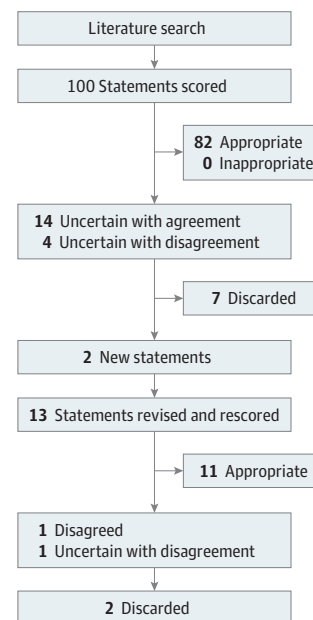 Literature search
100 Statements scored
82 Appropriate
0 Inappropriate
14 Uncertain with agreement
4 Uncertain with disagreement
7 Discarded
2 New statements
13 Statements revised and rescored
11 Appropriate
1 Disagreed
1 Uncertain with disagreement
2 Discarded